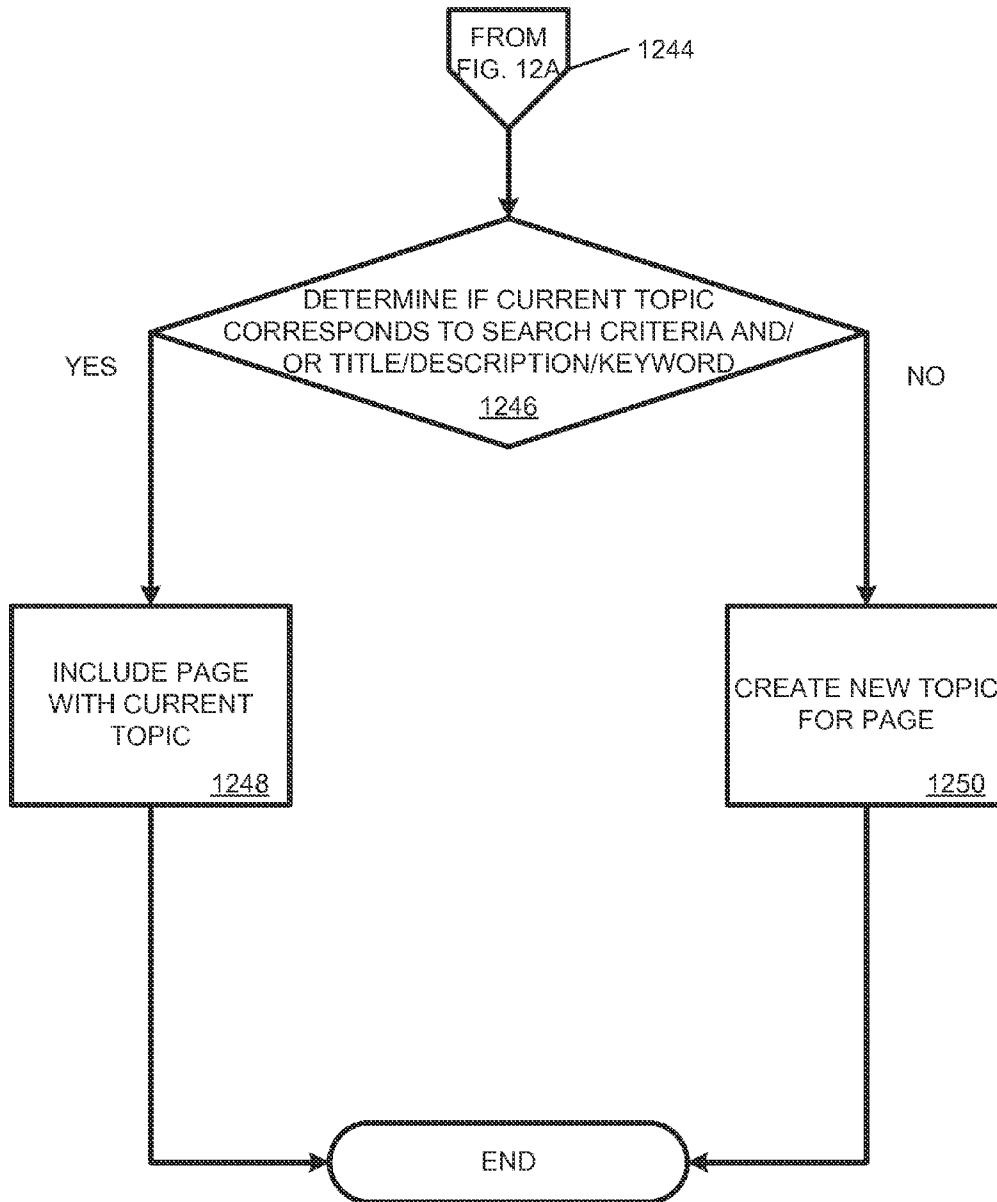 FROM
FIG. 12A
1244
DETERMINE IF CURRENT TOPIC
CORRESPONDS TO SEARCH CRITERIA AND/
OR TITLE/DESCRIPTION/KEYWORD
1246
YES
NO
INCLUDE PAGE
WITH CURRENT
TOPIC
1248
CREATE NEW TOPIC
FOR PAGE
1250
END